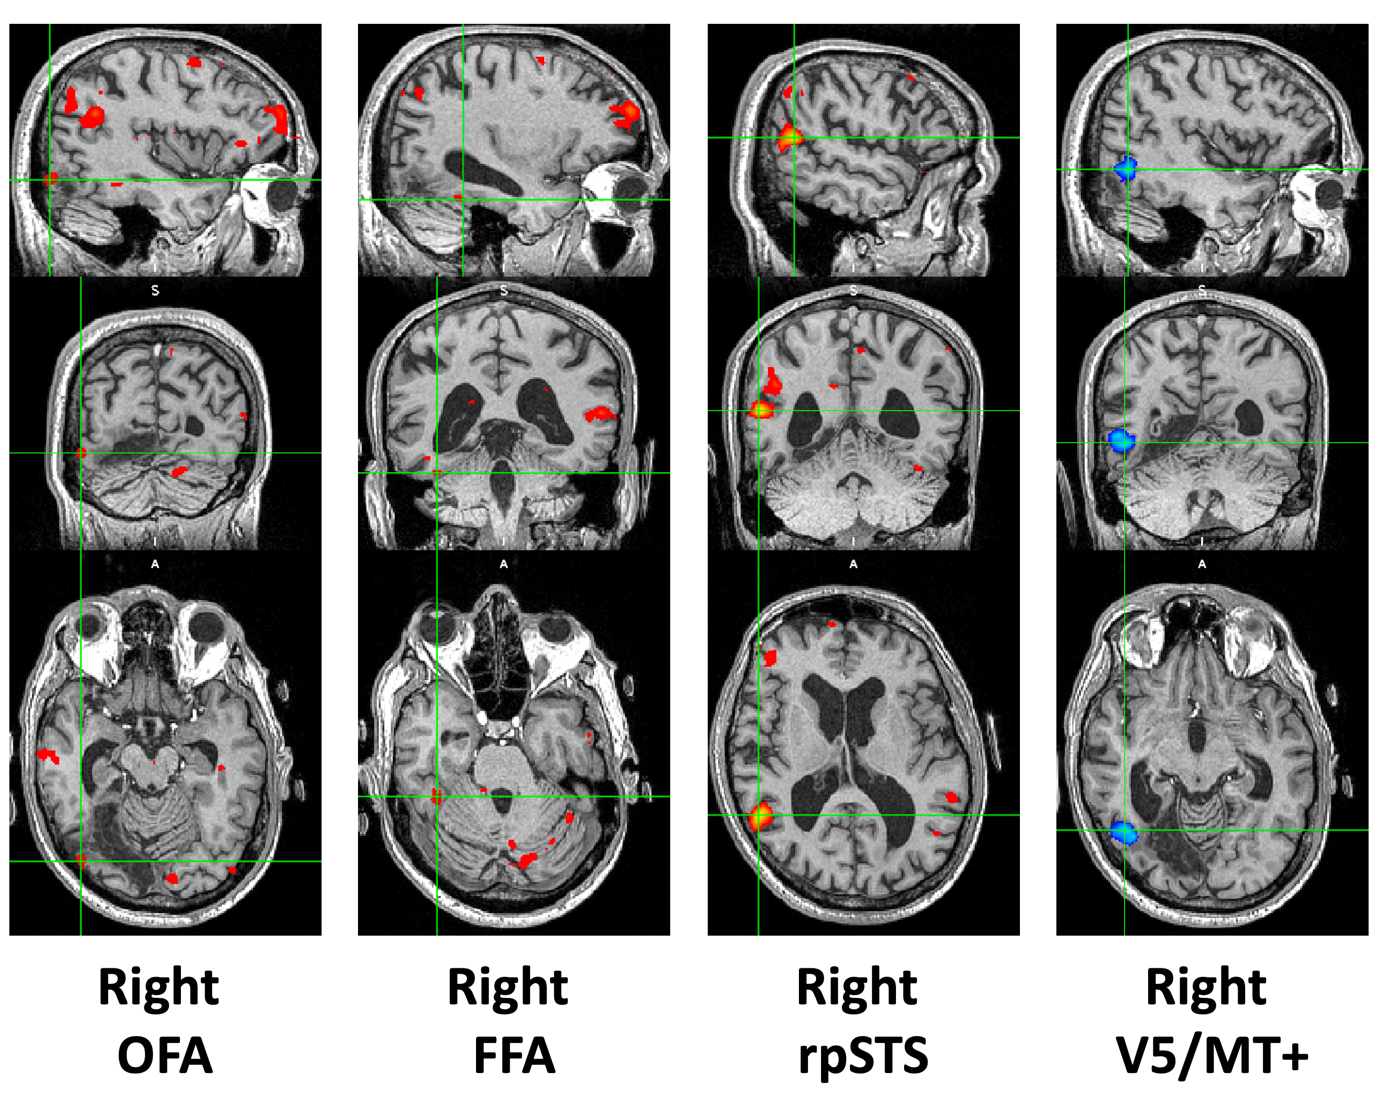 S S S S
I I I I
A A A A
Right Right Right Right
OFA FFA rpSTS V5/MT+